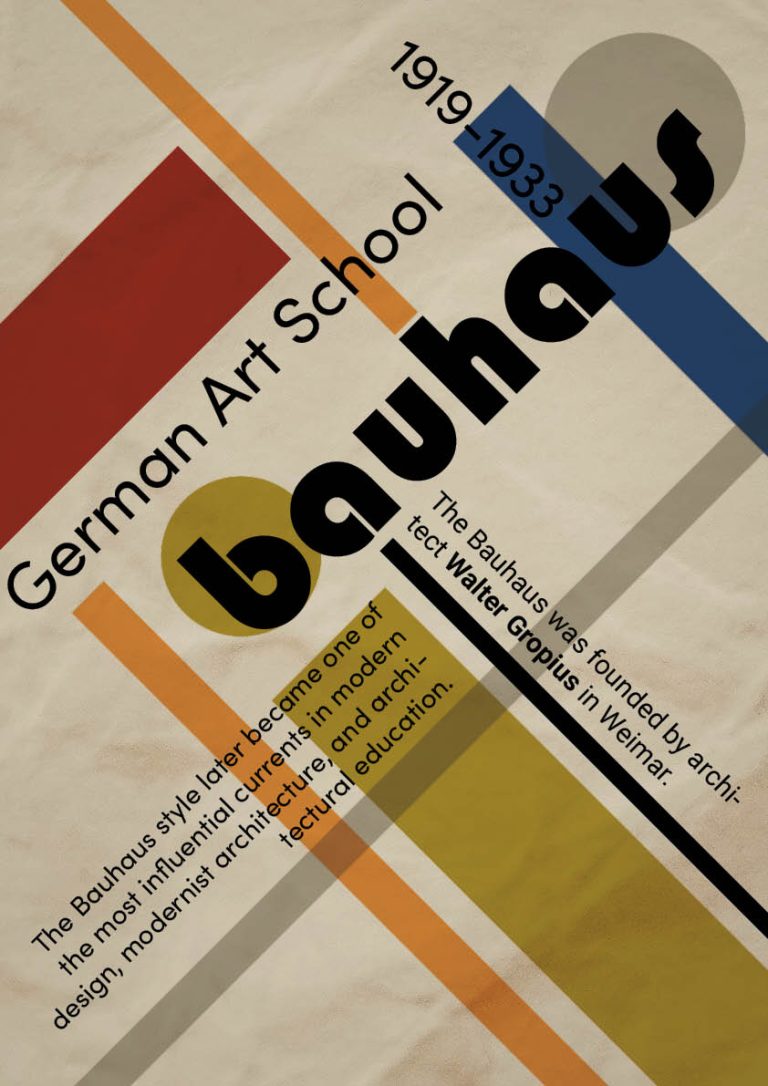 1919-1933
German Art School
bauhaus
The Bauhaus was founded by archi-
tect Walter Gropius in Weimar.
The Bauhaus style later became one of
the most influential currents in modern
design, modernist architecture, and archi-
tectural education.